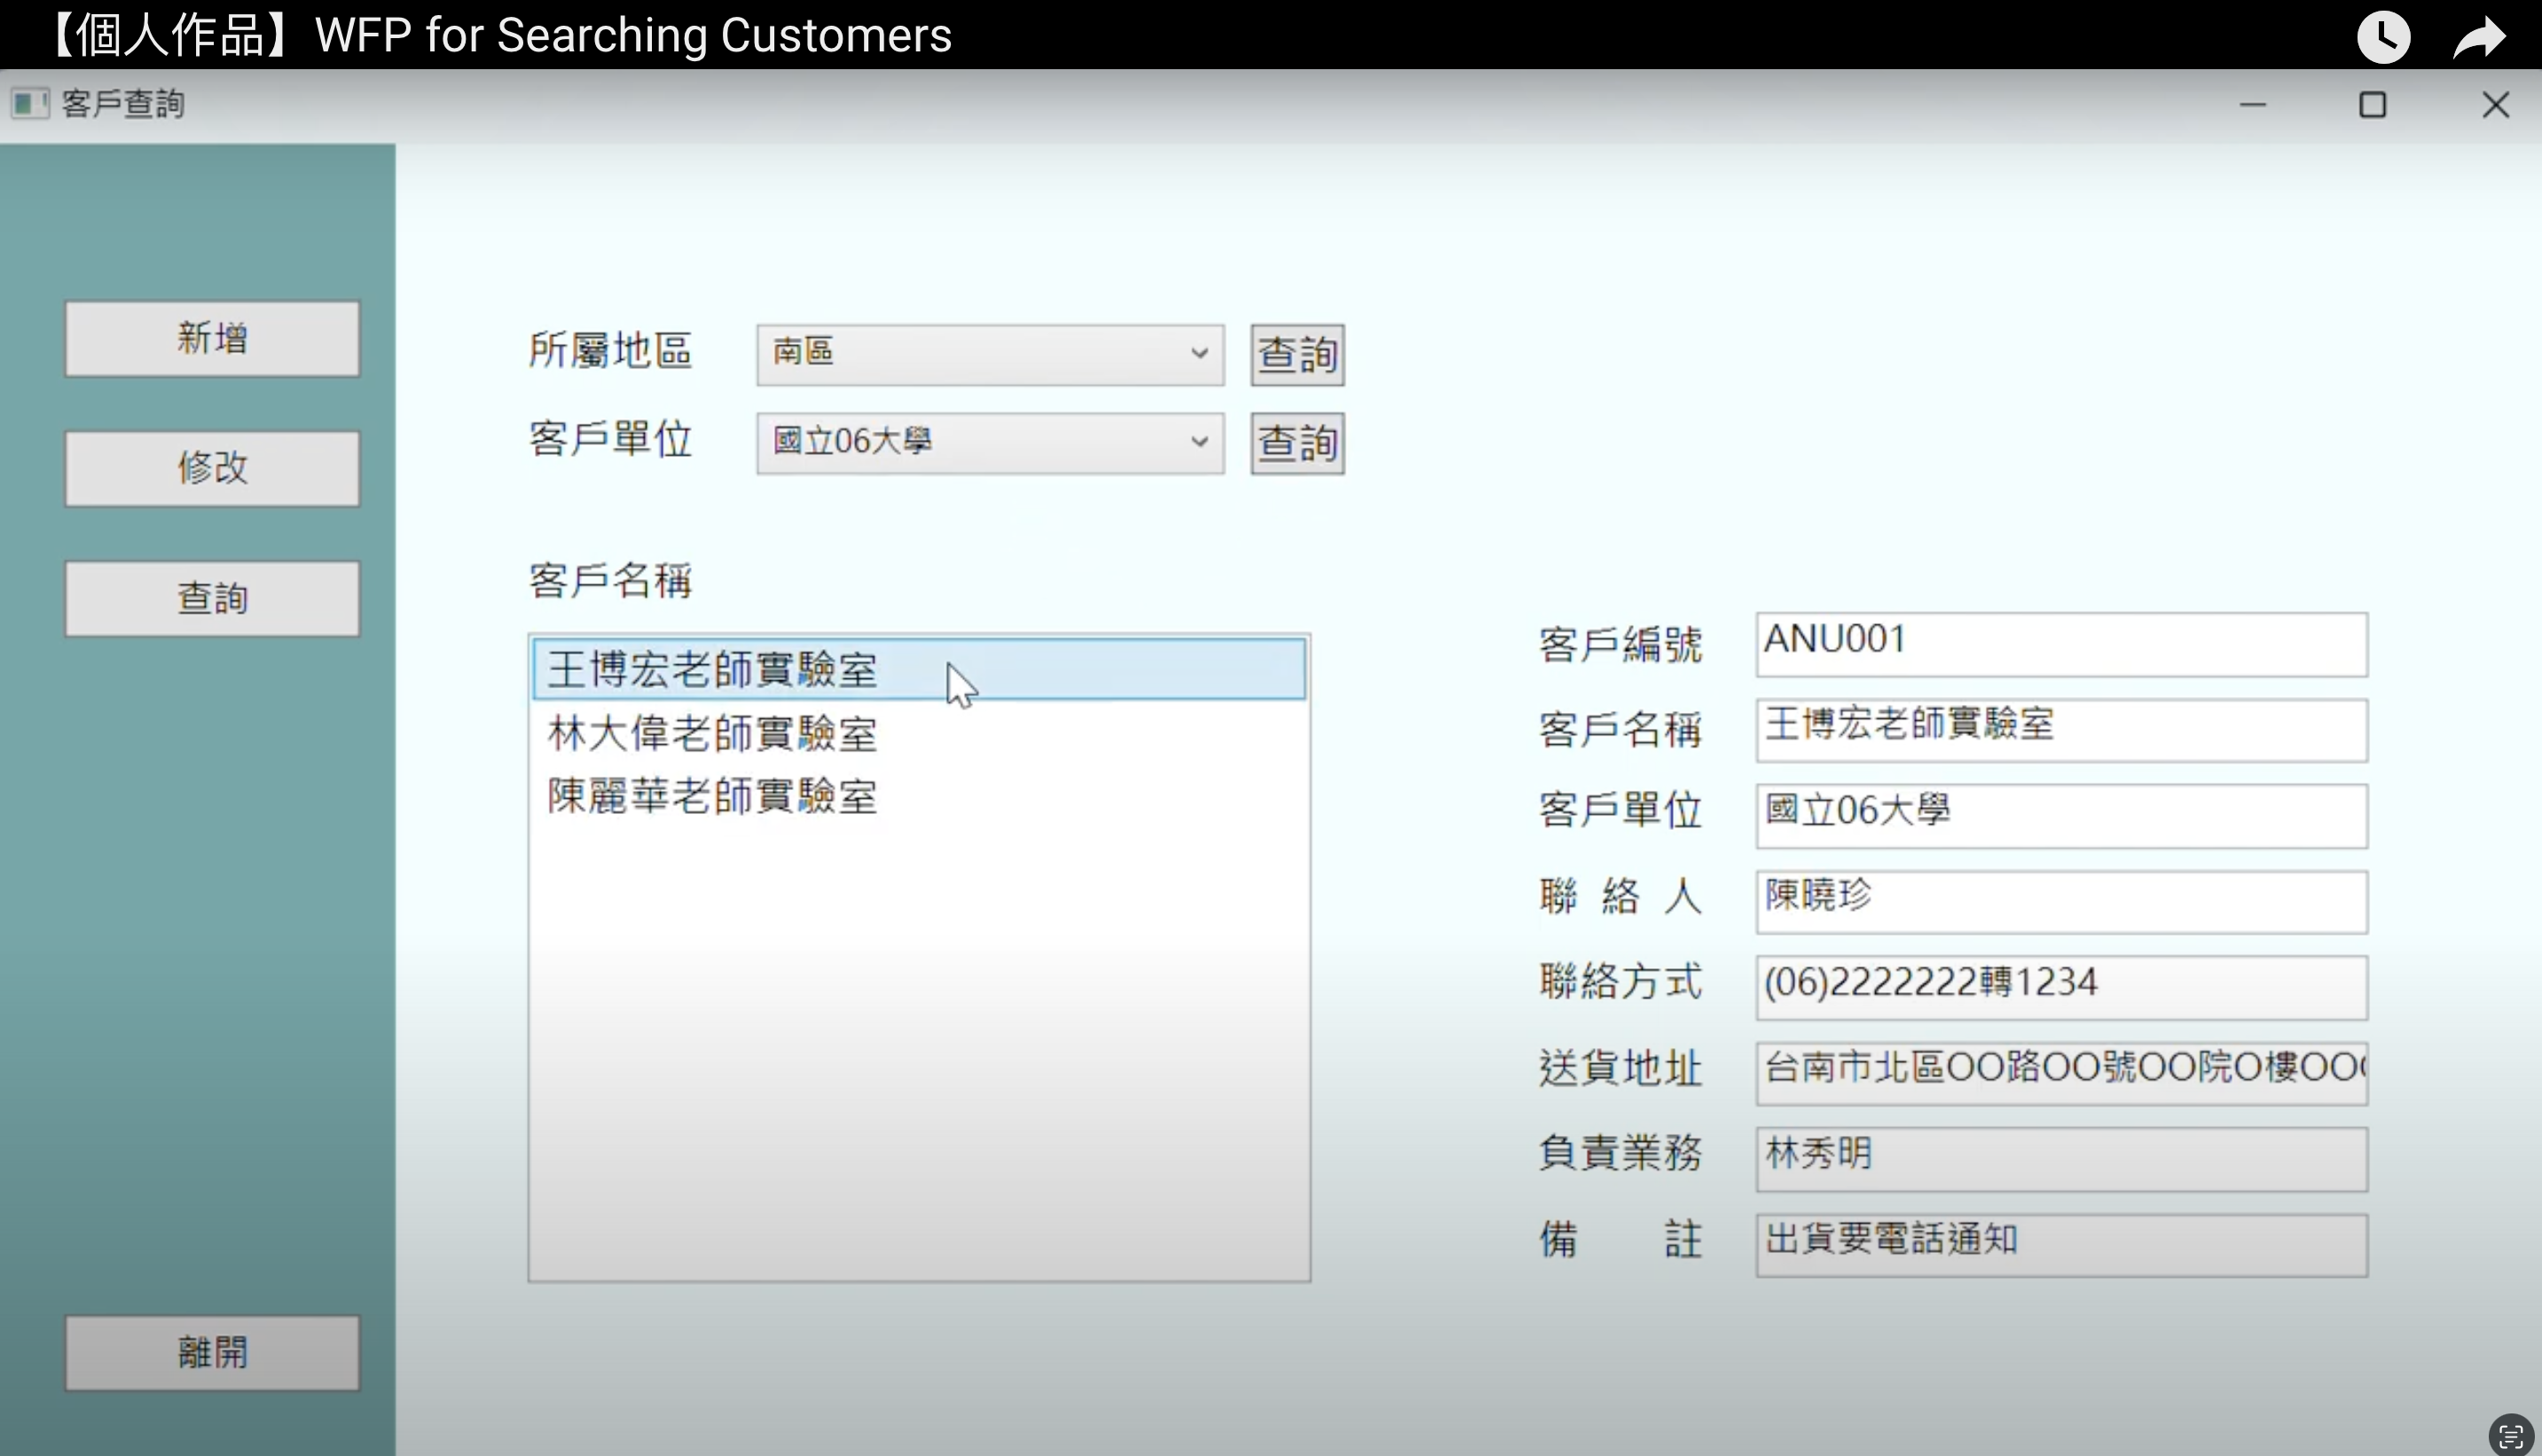 【個人作品】WFP for Searching Customers
客戶查詢
新增
修改
查詢
離開
所屬地區 南區 查詢
客戶單位 國立06大學 查詢
客戶名稱
王博宏老師實驗室
林大偉老師實驗室
陳麗華老師實驗室
客戶編號 ANU001
客戶名稱 王博宏老師實驗室
客戶單位 國立06大學
聯絡人 陳曉珍
聯絡方式 (06)2222222轉1234
送貨地址 台南市北區OO路OO號OO院O樓OO
負責業務 林秀明
備註 出貨要電話通知